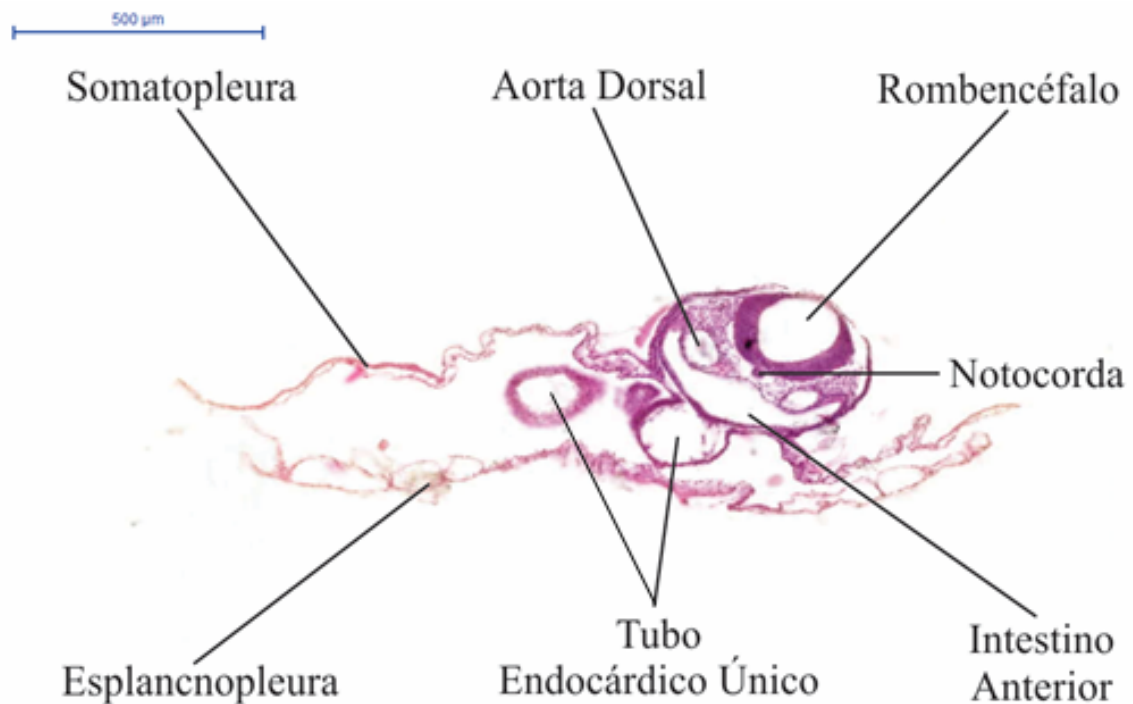 500 µm
Somatopleura
Aorta Dorsal
Rombencéfalo
Notocorda
Esplancnopleura
Tubo
Endocárdico Único
Intestino
Anterior